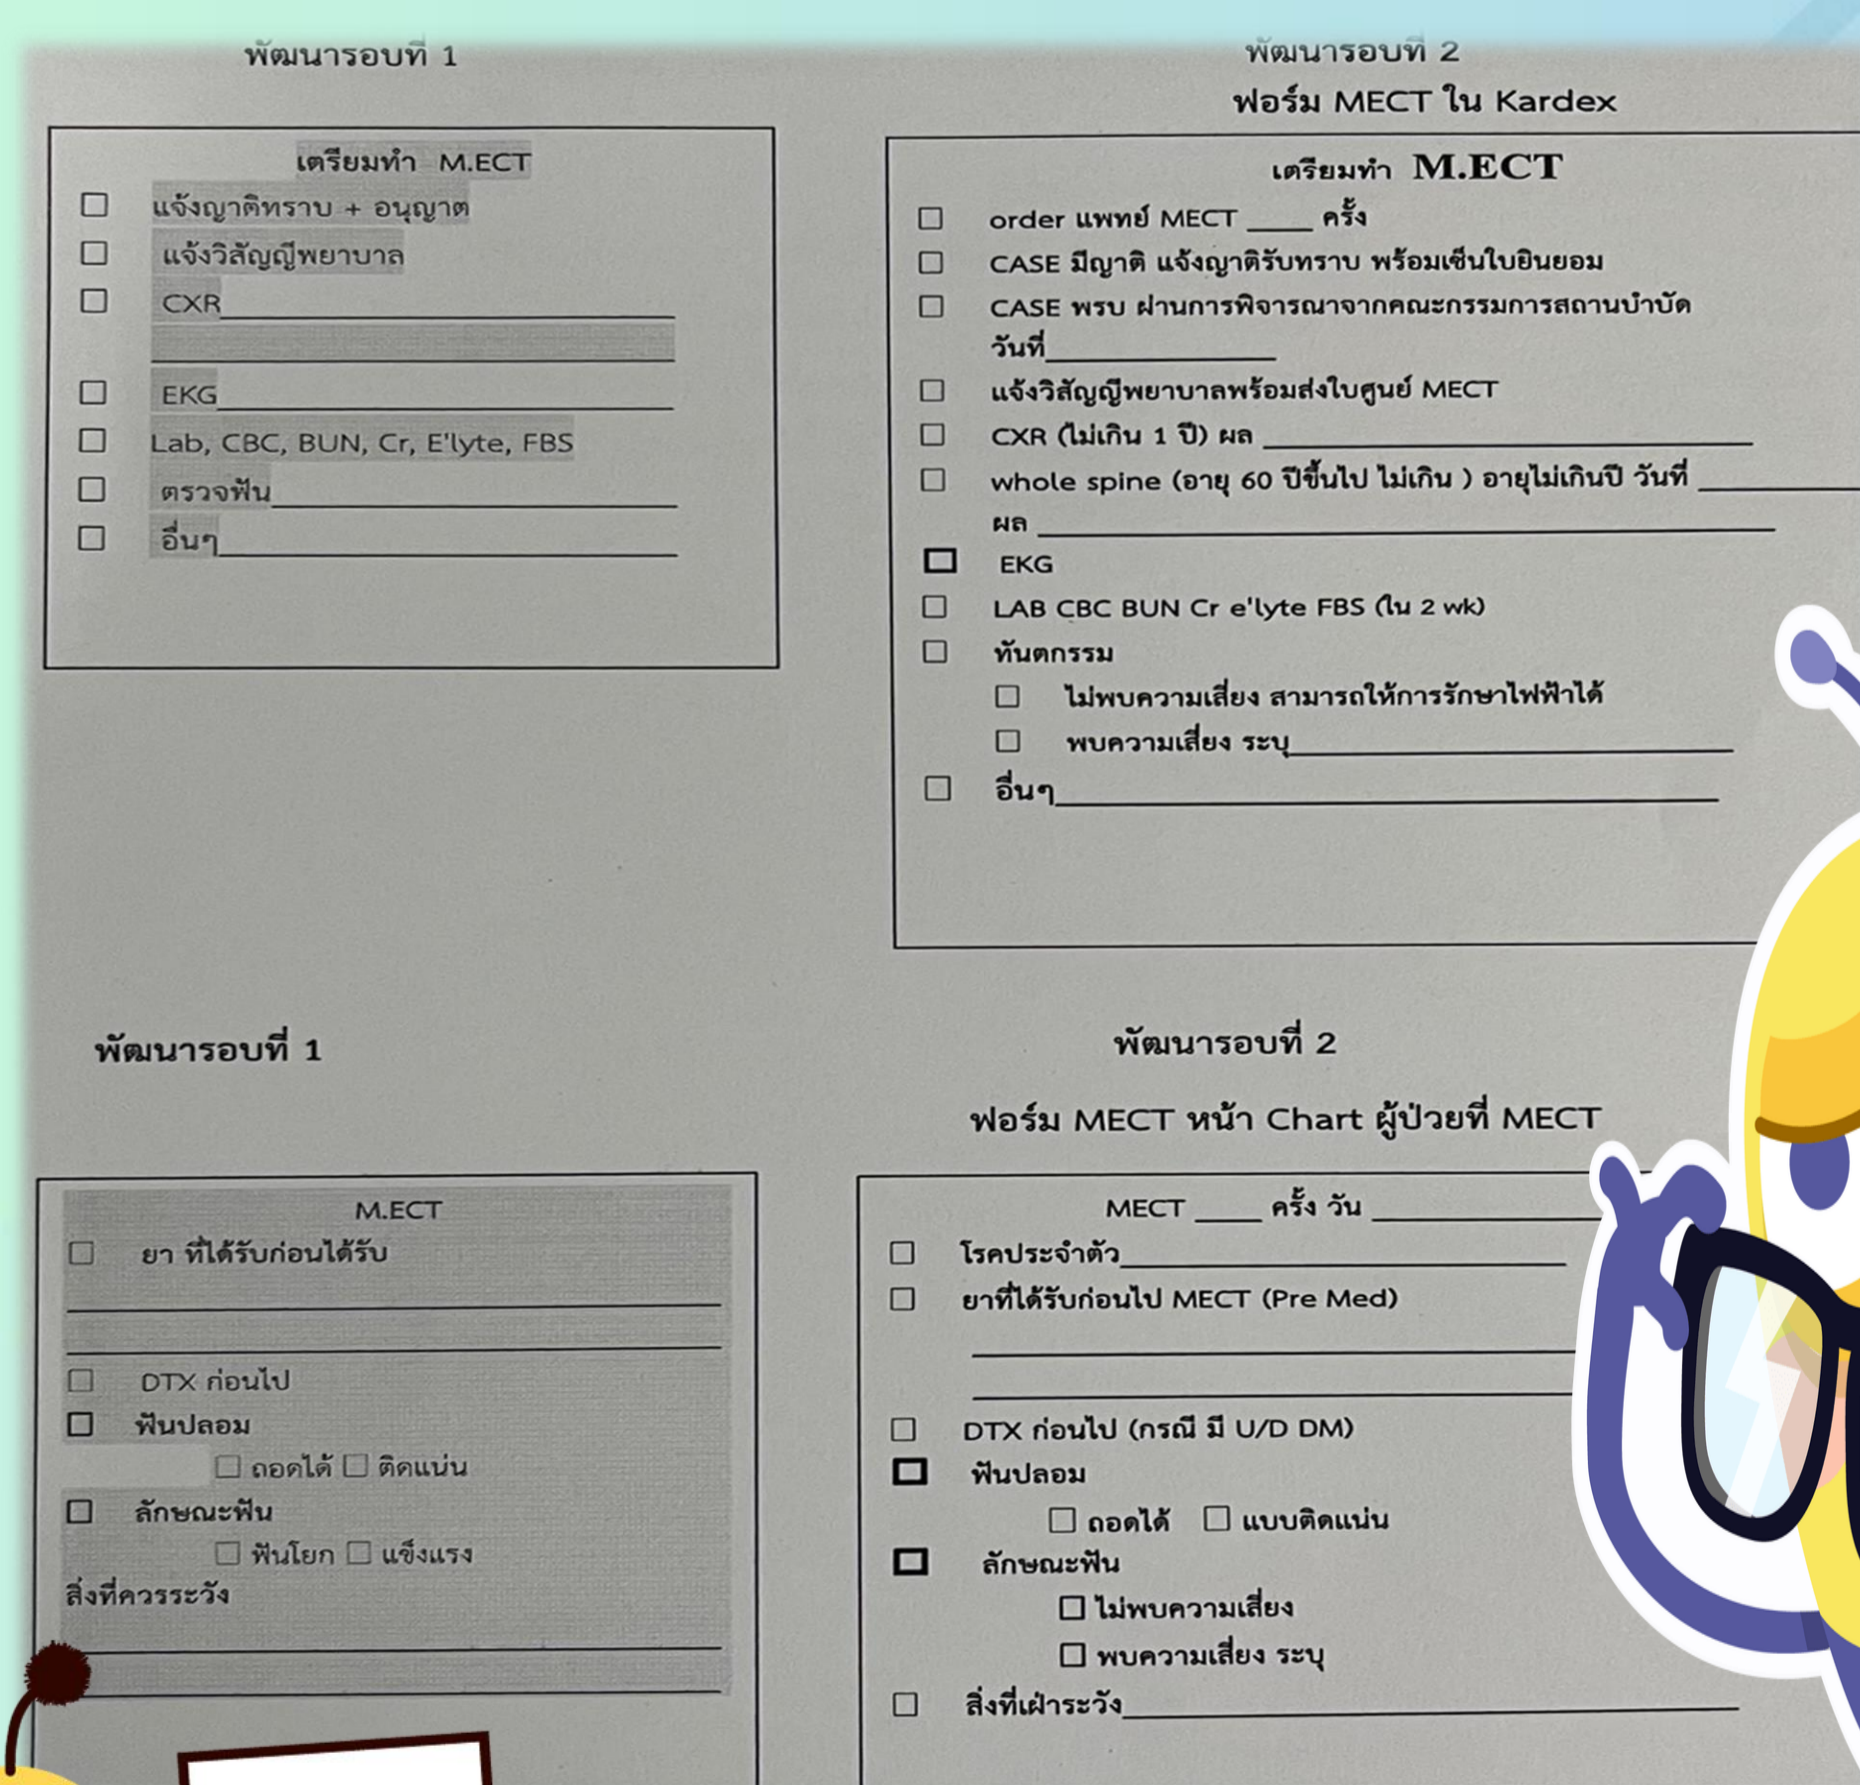 พัฒนารอบที่ 1
เตรียมทำ M.ECT
แจ้งญาติทราบ + อนุญาต
แจ้งวิสัญญีพยาบาล
CXR
EKG
Lab, CBC, BUN, Cr, E'lyte, FBS
ตรวจฟัน
อื่นๆ
พัฒนารอบที่ 2
ฟอร์ม MECT ใน Kardex
เตรียมทำ M.ECT
order แพทย์ MECT ____ ครั้ง
CASE มีญาติ แจ้งญาติรับทราบ พร้อมเซ็นใบยินยอม
CASE พรบ ผ่านการพิจารณาจากคณะกรรมการสถานบำบัด
วันที่
แจ้งวิสัญญีพยาบาลพร้อมส่งใบศูนย์ MECT
CXR (ไม่เกิน 1 ปี) ผล
whole spine (อายุ 60 ปีขึ้นไป ไม่เกิน ) อายุไม่เกินปี วันที่
ผล
EKG
LAB CBC BUN Cr e'lyte FBS (ใน 2 wk)
ทันตกรรม
ไม่พบความเสี่ยง สามารถให้การรักษาไฟฟ้าได้
พบความเสี่ยง ระบุ
อื่นๆ
พัฒนารอบที่ 1
M.ECT
ยา ที่ได้รับก่อนได้รับ
DTX ก่อนไป
ฟันปลอม
ถอดได้ ติดแน่น
ลักษณะฟัน
ฟันโยก แข็งแรง
สิ่งที่ควรระวัง
พัฒนารอบที่ 2
ฟอร์ม MECT หน้า Chart ผู้ป่วยที่ MECT
MECT ____ ครั้ง วัน
โรคประจำตัว
ยาที่ได้รับก่อนไป MECT (Pre Med)
DTX ก่อนไป (กรณี มี U/D DM)
ฟันปลอม
ถอดได้ แบบติดแน่น
ลักษณะฟัน
ไม่พบความเสี่ยง
พบความเสี่ยง ระบุ
สิ่งที่เฝ้าระวัง